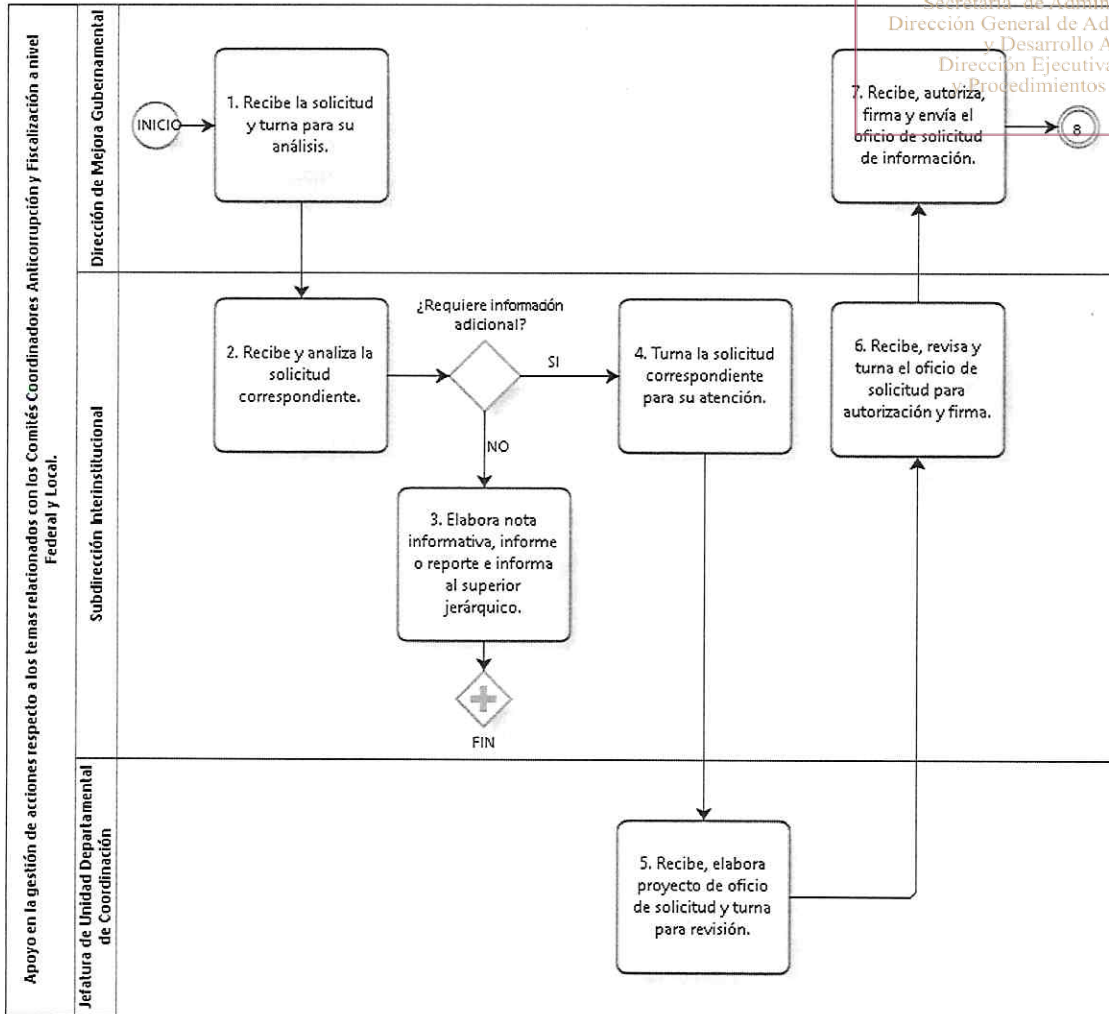 Secretaría de Admin
Dirección General de Ad
y Desarrollo A
Dirección Ejecutiva
y Procedimientos
Apoyo en la gestión de acciones respecto a los temas relacionados con los Comités Coordinadores Anticorrupción y Fiscalización a nivel
Federal y Local.
Dirección de Mejora Gubernamental
INICIO
1. Recibe la solicitud
y turna para su
análisis.
7. Recibe, autoriza,
firma y envía el
oficio de solicitud
de información.
8
Subdirección Interinstitucional
2. Recibe y analiza la
solicitud
correspondiente.
¿Requiere información
adicional?
SI
NO
4. Turna la solicitud
correspondiente
para su atención.
6. Recibe, revisa y
turna el oficio de
solicitud para
autorización y firma.
3. Elabora nota
informativa, informe
o reporte e informa
al superior
jerárquico.
FIN
Jefatura de Unidad Departamental
de Coordinación
5. Recibe, elabora
proyecto de oficio
de solicitud y turna
para revisión.